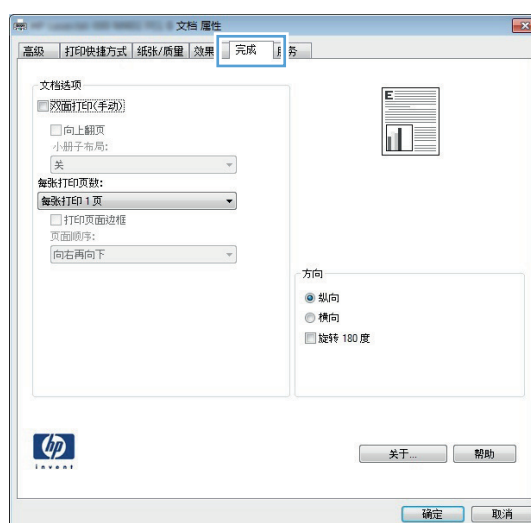 文档 属性
高级 打印快捷方式 纸张/质量 效果 完成 服务
文档选项
双面打印(手动)
向上翻页
小册子布局:
关
每张打印页数:
每张打印 1 页
打印页面边框
页面顺序:
向右再向下
E
方向
纵向
横向
旋转 180 度
hp
invent
关于... 帮助
确定 取消